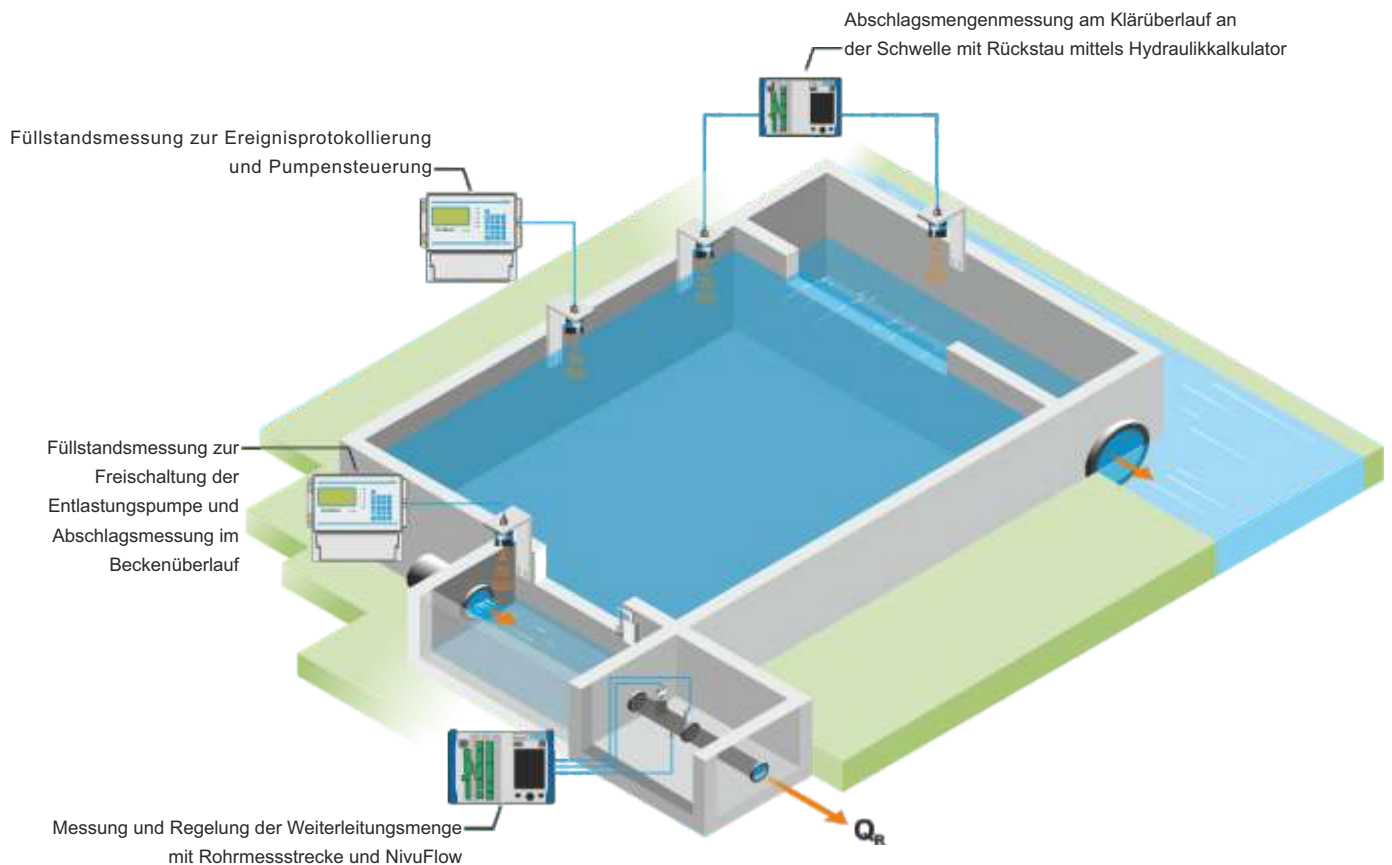 Abschlagsmengenmessung am Klärüberlauf an
der Schwelle mit Rückstau mittels Hydraulikkalkulator
Füllstandsmessung zur Ereignisprotokollierung
und Pumpensteuerung
Füllstandsmessung zur
Freischaltung der
Entlastungspumpe und
Abschlagsmessung im
Beckenüberlauf
Messung und Regelung der Weiterleitungsmenge
mit Rohrmessstrecke und NivuFlow
QR